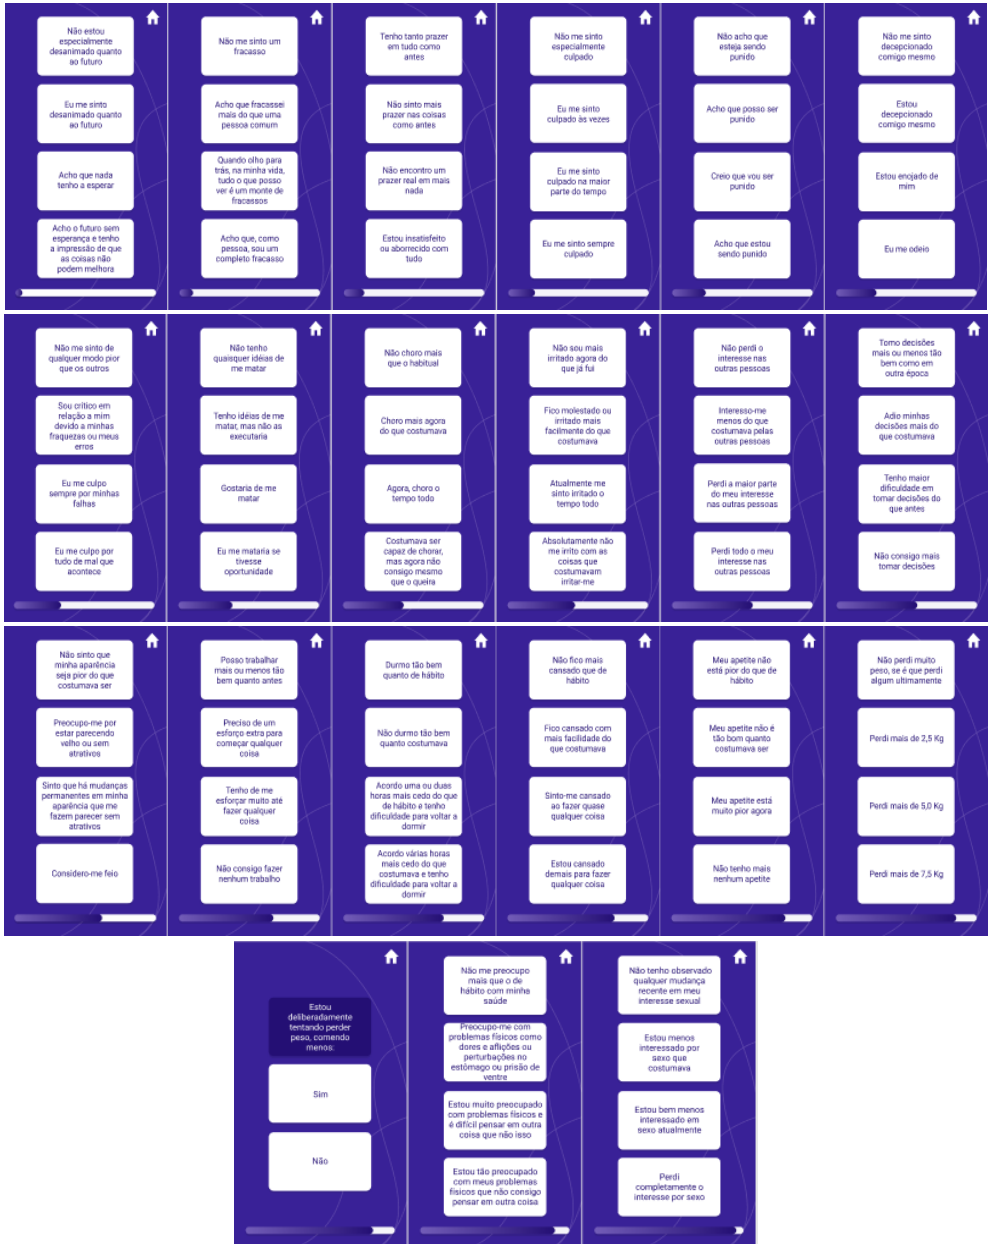 Não estou
especialmente
desanimado quanto
ao futuro
Eu me sinto
desanimado quanto
ao futuro
Acho que nada
tenho a esperar
Acho o futuro sem
esperança e tenho
a impressão de que
as coisas não
podem melhora
Não me sinto um
fracasso
Acho que fracassei
mais do que uma
pessoa comum
Quando olho para
trás, na minha vida,
tudo o que posso
ver é um monte de
fracassos
Acho que, como
pessoa, sou um
completo fracasso
Tenho tanto prazer
em tudo como
antes
Não sinto mais
prazer nas coisas
como antes
Não encontro um
prazer real em mais
nada
Estou insatisfeito
ou aborrecido com
tudo
Não me sinto
especialmente
culpado
Eu me sinto
culpado às vezes
Eu me sinto
culpado na maior
parte do tempo
Eu me sinto sempre
culpado
Não acho que
esteja sendo
punido
Acho que posso ser
punido
Creio que vou ser
punido
Acho que estou
sendo punido
Não me sinto
decepcionado
comigo mesmo
Estou
decepcionado
comigo mesmo
Estou enojado de
mim
Eu me odeio
Não me sinto de
qualquer modo pior
que os outros
Sou crítico em
relação a mim
devido a minhas
fraquezas ou meus
erros
Eu me culpo
sempre por minhas
falhas
Eu me culpo por
tudo de mal que
acontece
Não tenho
quaisquer idéias de
me matar
Tenho idéias de me
matar, mas não as
executaria
Gostaria de me
matar
Eu me mataria se
tivesse
oportunidade
Não choro mais
que o habitual
Choro mais agora
do que costumava
Agora, choro o
tempo todo
Costumava ser
capaz de chorar,
mas agora não
consigo mesmo
que o queira
Não sou mais
irritado agora do
que já fui
Fico molestado ou
irritado mais
facilmente do que
costumava
Atualmente me
sinto irritado o
tempo todo
Absolutamente não
me irrito com as
coisas que
costumavam
irritar-me
Não perdi o
interesse nas
outras pessoas
Interesso-me
menos do que
costumava pelas
outras pessoas
Perdi a maior parte
do meu interesse
nas outras pessoas
Perdi todo o meu
interesse nas
outras pessoas
Tomo decisões
mais ou menos tão
bem como em
outra época
Adio minhas
decisões mais do
que costumava
Tenho maior
dificuldade em
tomar decisões do
que antes
Não consigo mais
tomar decisões
Não sinto que
minha aparência
seja pior do que
costumava ser
Preocupo-me por
estar parecendo
velho ou sem
atrativos
Sinto que há mudanças
permanentes em minha
aparência que me
fazem parecer sem
atrativos
Considero-me feio
Posso trabalhar
mais ou menos tão
bem quanto antes
Preciso de um
esforço extra para
começar qualquer
coisa
Tenho de me
esforçar muito até
fazer qualquer
coisa
Não consigo fazer
nenhum trabalho
Durmo tão bem
quanto de hábito
Não durmo tão bem
quanto costumava
Acordo uma ou duas
horas mais cedo do que
de hábito e tenho
dificuldade para voltar a
dormir
Acordo várias horas
mais cedo do que
costumava e tenho
dificuldade para voltar a
dormir
Não fico mais
cansado que de
hábito
Fico cansado com
mais facilidade do
que costumava
Sinto-me cansado
ao fazer quase
qualquer coisa
Estou cansado
demais para fazer
qualquer coisa
Meu apetite não
está pior do que de
hábito
Meu apetite não é
tão bom quanto
costumava ser
Meu apetite está
muito pior agora
Não tenho mais
nenhum apetite
Não perdi muito
peso, se é que perdi
algum ultimamente
Perdi mais de 2,5 Kg
Perdi mais de 5,0 Kg
Perdi mais de 7,5 Kg
Estou
deliberadamente
tentando perder
peso, comendo
menos:
Sim
Não
Não me preocupo
mais que o de
hábito com minha
saúde
Preocupo-me com
problemas físicos como
dores e aflições ou
perturbações no
estômago ou prisão de
ventre
Estou muito preocupado
com problemas físicos e
é difícil pensar em outra
coisa que não isso
Estou tão preocupado
com meus problemas
físicos que não consigo
pensar em outra coisa
Não tenho observado
qualquer mudança
recente em meu
interesse sexual
Estou menos
interessado por
sexo que
costumava
Estou bem menos
interessado em
sexo atualmente
Perdi
completamente o
interesse por sexo